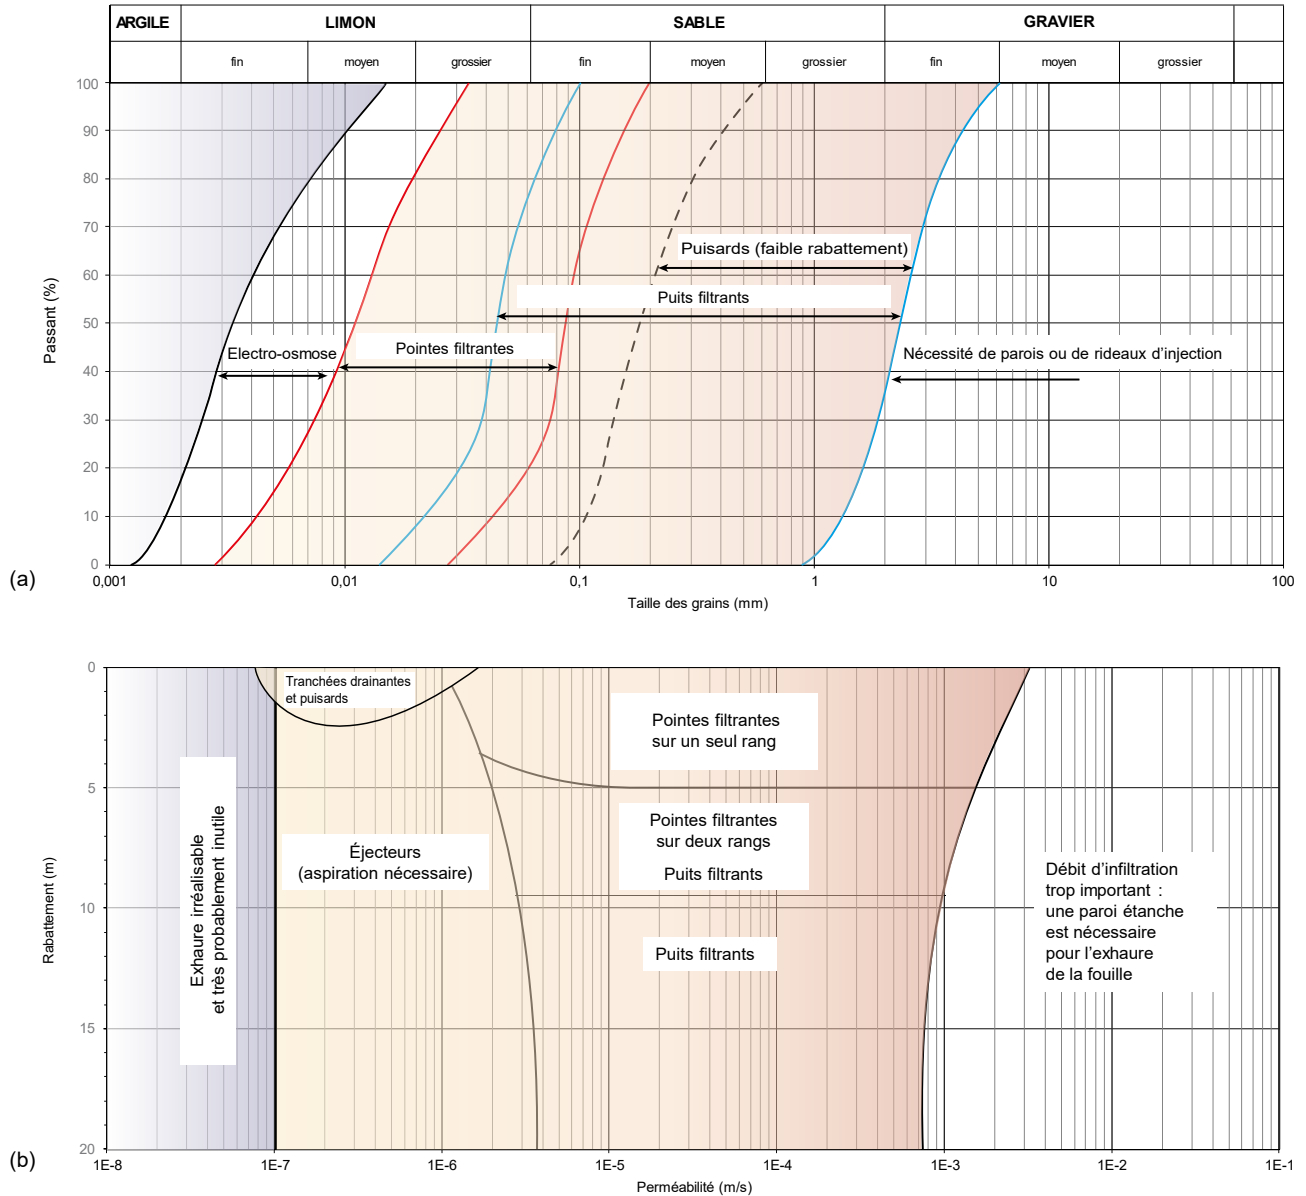 ARGILE LIMON SABLE GRAVIER
fin moyen grossier fin moyen grossier fin moyen grossier
100
90
80
70
60
50
40
30
20
10
0
Passant (%)
Puisards (faible rabattement)
Puits filtrants
Electro-osmose
Pointes filtrantes
Nécessité de parois ou de rideaux d'injection
(a)
0,001 0,01 0,1 1 10 100
Taille des grains (mm)
0
5
10
15
20
Rabattement (m)
Tranchées drainantes
et puisards
Pointes filtrantes
sur un seul rang
Exhaure irréalisable
et très probablement inutile
Éjecteurs
(aspiration nécessaire)
Pointes filtrantes
sur deux rangs
Puits filtrants
Puits filtrants
Débit d'infiltration
trop important :
une paroi étanche
est nécessaire
pour l'exhaure
de la fouille
(b)
1E-8 1E-7 1E-6 1E-5 1E-4 1E-3 1E-2 1E-1
Perméabilité (m/s)